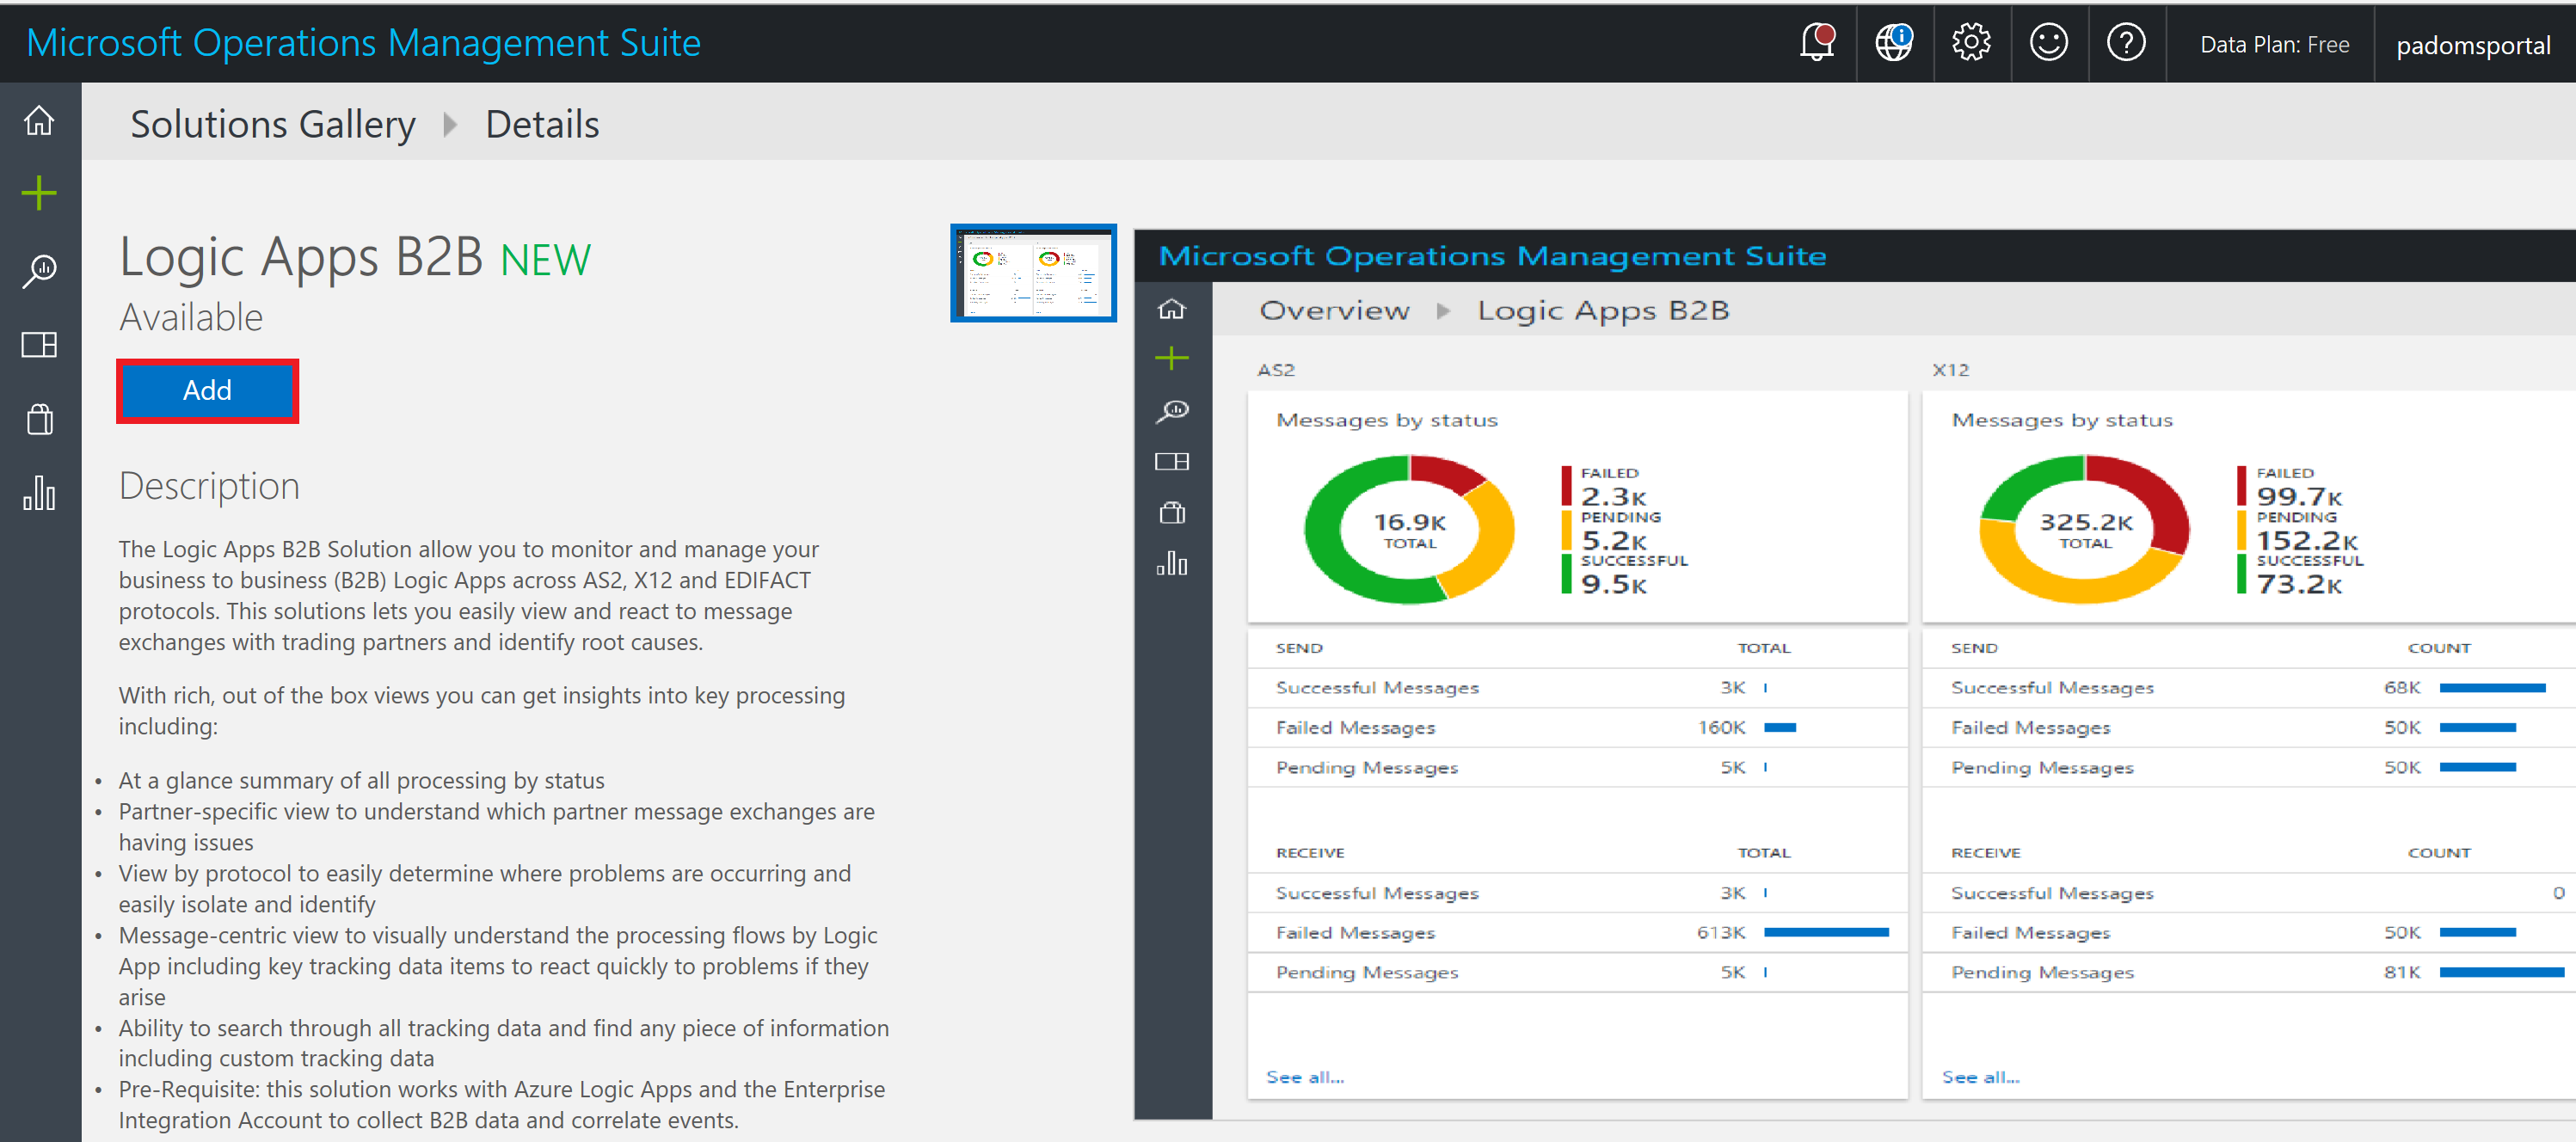 Microsoft Operations Management Suite
Data Plan: Free
padomsportal
Solutions Gallery Details
Logic Apps B2B NEW
Available
Add
Description
The Logic Apps B2B Solution allow you to monitor and manage your
business to business (B2B) Logic Apps across AS2, X12 and EDIFACT
protocols. This solutions lets you easily view and react to message
exchanges with trading partners and identify root causes.
With rich, out of the box views you can get insights into key processing
including:
• At a glance summary of all processing by status
• Partner-specific view to understand which partner message exchanges are
having issues
• View by protocol to easily determine where problems are occurring and
easily isolate and identify
• Message-centric view to visually understand the processing flows by Logic
App including key tracking data items to react quickly to problems if they
arise
• Ability to search through all tracking data and find any piece of information
including custom tracking data
• Pre-Requisite: this solution works with Azure Logic Apps and the Enterprise
Integration Account to collect B2B data and correlate events.
Microsoft Operations Management Suite
Overview Logic Apps B2B
AS2
Messages by status
16.9K
TOTAL
FAILED
2.3K
PENDING
5.2K
SUCCESSFUL
9.5K
SEND TOTAL
Successful Messages 3K
Failed Messages 160K
Pending Messages 5K
RECEIVE TOTAL
Successful Messages 3K
Failed Messages 613K
Pending Messages 5K
See all...
X12
Messages by status
325.2K
TOTAL
FAILED
99.7K
PENDING
152.2K
SUCCESSFUL
73.2K
SEND COUNT
Successful Messages 68K
Failed Messages 50K
Pending Messages 50K
RECEIVE COUNT
Successful Messages 0
Failed Messages 50K
Pending Messages 81K
See all...